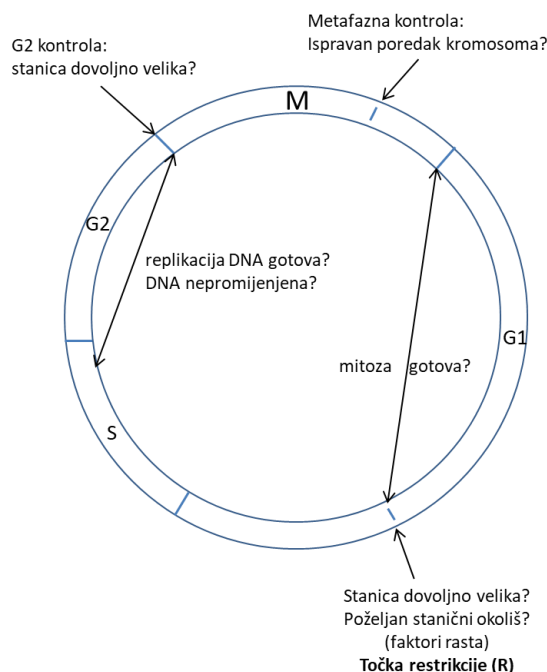 Metafazna kontrola:
Ispravan poredak kromosoma?
G2 kontrola:
stanica dovoljno velika?
M
G2
replikacija DNA gotova?
DNA nepromijenjena?
G1
mitoza gotova?
S
Stanica dovoljno velika?
Poželjan stanični okoliš?
(faktori rasta)
Točka restrikcije (R)